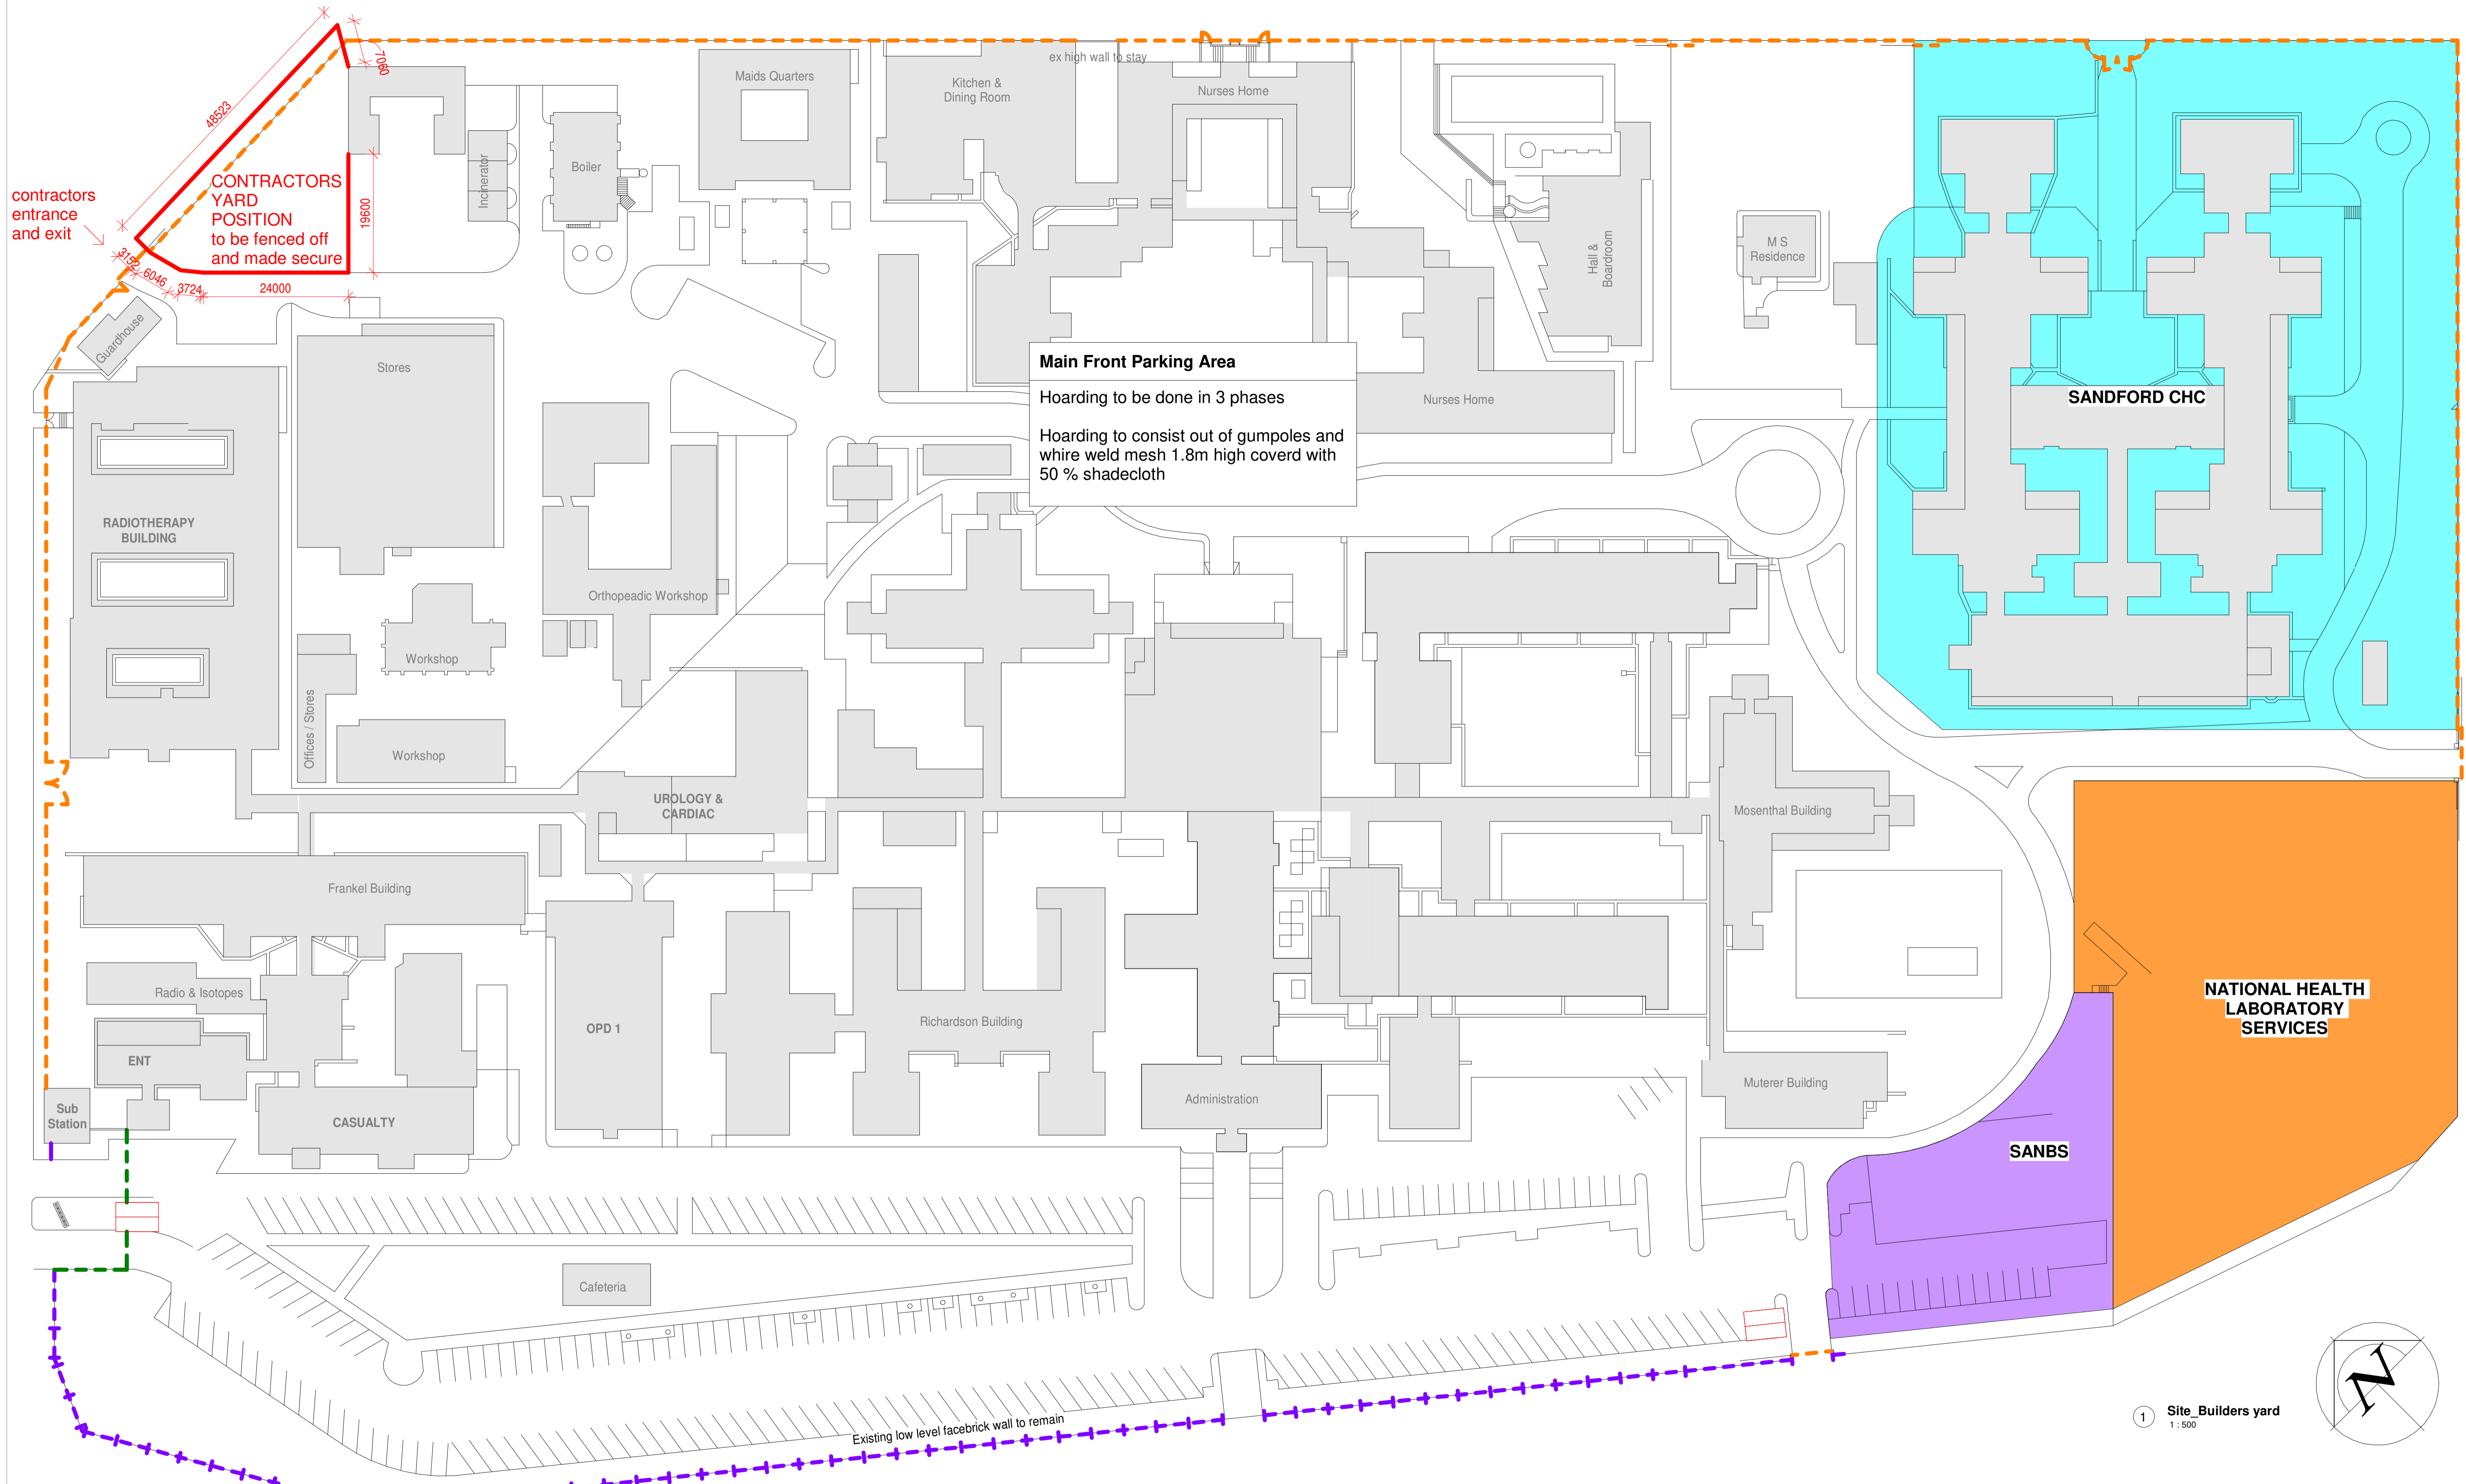 7060
48523
ex high wall to stay
Maids Quarters
Kitchen &
Dining Room
Nurses Home
Boiler
Incinerator
contractors
entrance
and exit
CONTRACTORS
YARD
POSITION
to be fenced off
and made secure
19600
3152
6046
3724
24000
Hall &
Boardroom
M S
Residence
Guardhouse
Stores
Main Front Parking Area
Hoarding to be done in 3 phases
Hoarding to consist out of gumpoles and
whire weld mesh 1.8m high coverd with
50 % shadecloth
Nurses Home
SANDFORD CHC
RADIOTHERAPY
BUILDING
Orthopeadic Workshop
Workshop
Offices / Stores
Workshop
UROLOGY &
CARDIAC
Mosenthal Building
Frankel Building
Radio & Isotopes
OPD 1
Richardson Building
NATIONAL HEALTH
LABORATORY
SERVICES
ENT
Sub
Station
CASUALTY
Administration
Muterer Building
SANBS
Cafeteria
Existing low level facebrick wall to remain
1
Site_Builders yard
1 : 500
N